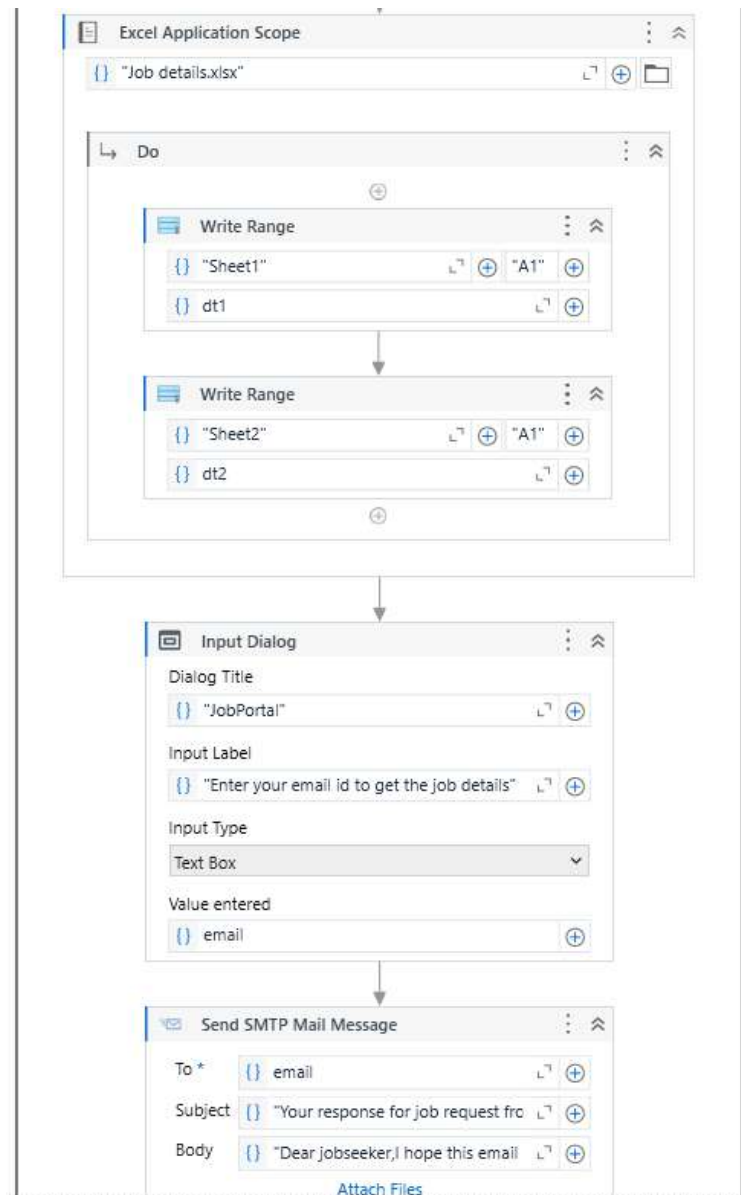 Excel Application Scope
{} "Job details.xlsx"
Do
Write Range
{} "Sheet1" "A1"
{} dt1
Write Range
{} "Sheet2" "A1"
{} dt2
Input Dialog
Dialog Title
{} "JobPortal"
Input Label
{} "Enter your email id to get the job details"
Input Type
Text Box
Value entered
{} email
Send SMTP Mail Message
To * {} email
Subject {} "Your response for job request fro
Body {} "Dear jobseeker,I hope this email
Attach Files